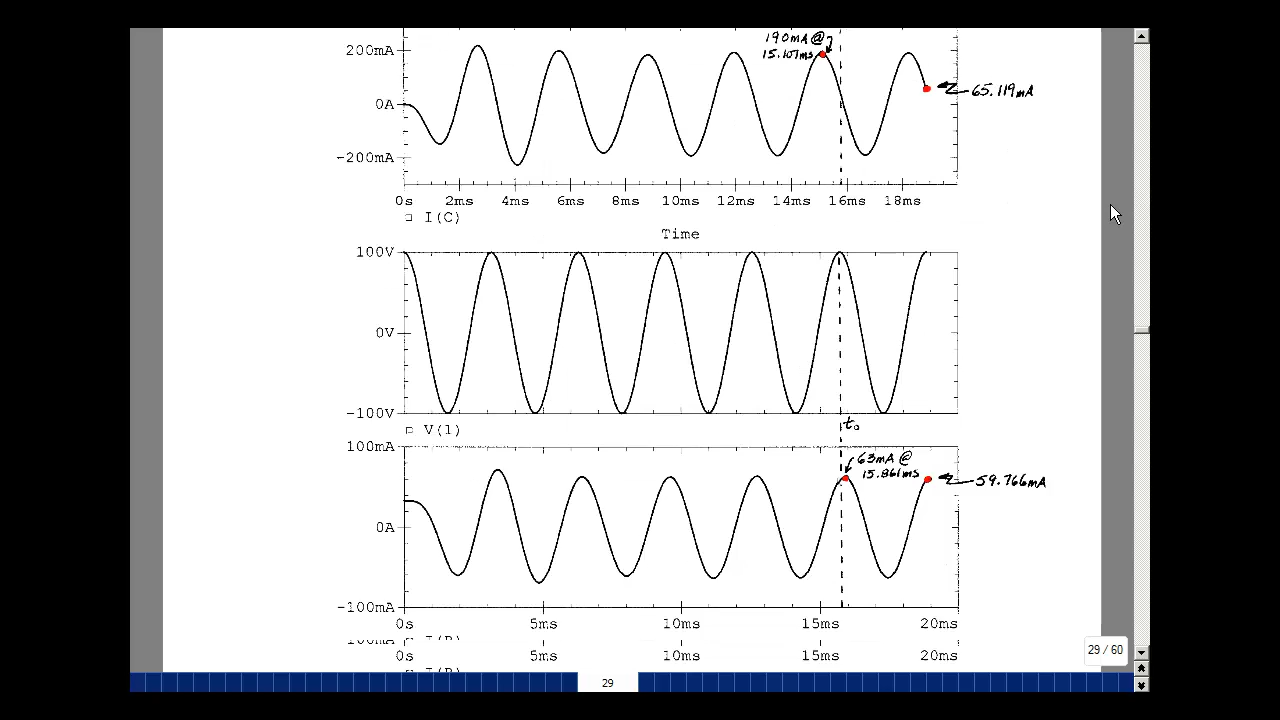 200mA
0A
-200mA
190mA @
15.107ms
65.119mA
0s 2ms 4ms 6ms 8ms 10ms 12ms 14ms 16ms 18ms
I(C)
Time
100V
0V
-100V
V(1)
t₀
100mA
0A
-100mA
63mA @
15.861ms
59.766mA
0s 5ms 10ms 15ms 20ms
0s 5ms 10ms 15ms 20ms
29 / 60
29